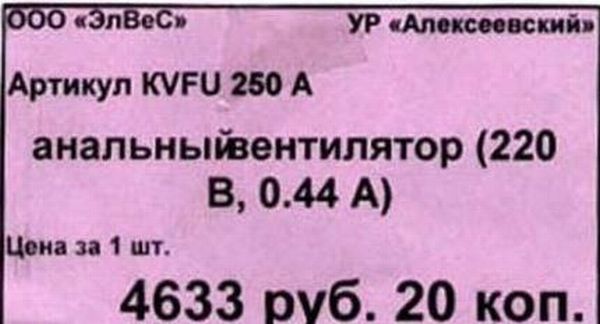 ООО «ЭлВеС» УР «Алексеевский»
Артикул KVFU 250 A
анальныйвентилятор (220
В, 0.44 А)
Цена за 1 шт.
4633 руб. 20 коп.